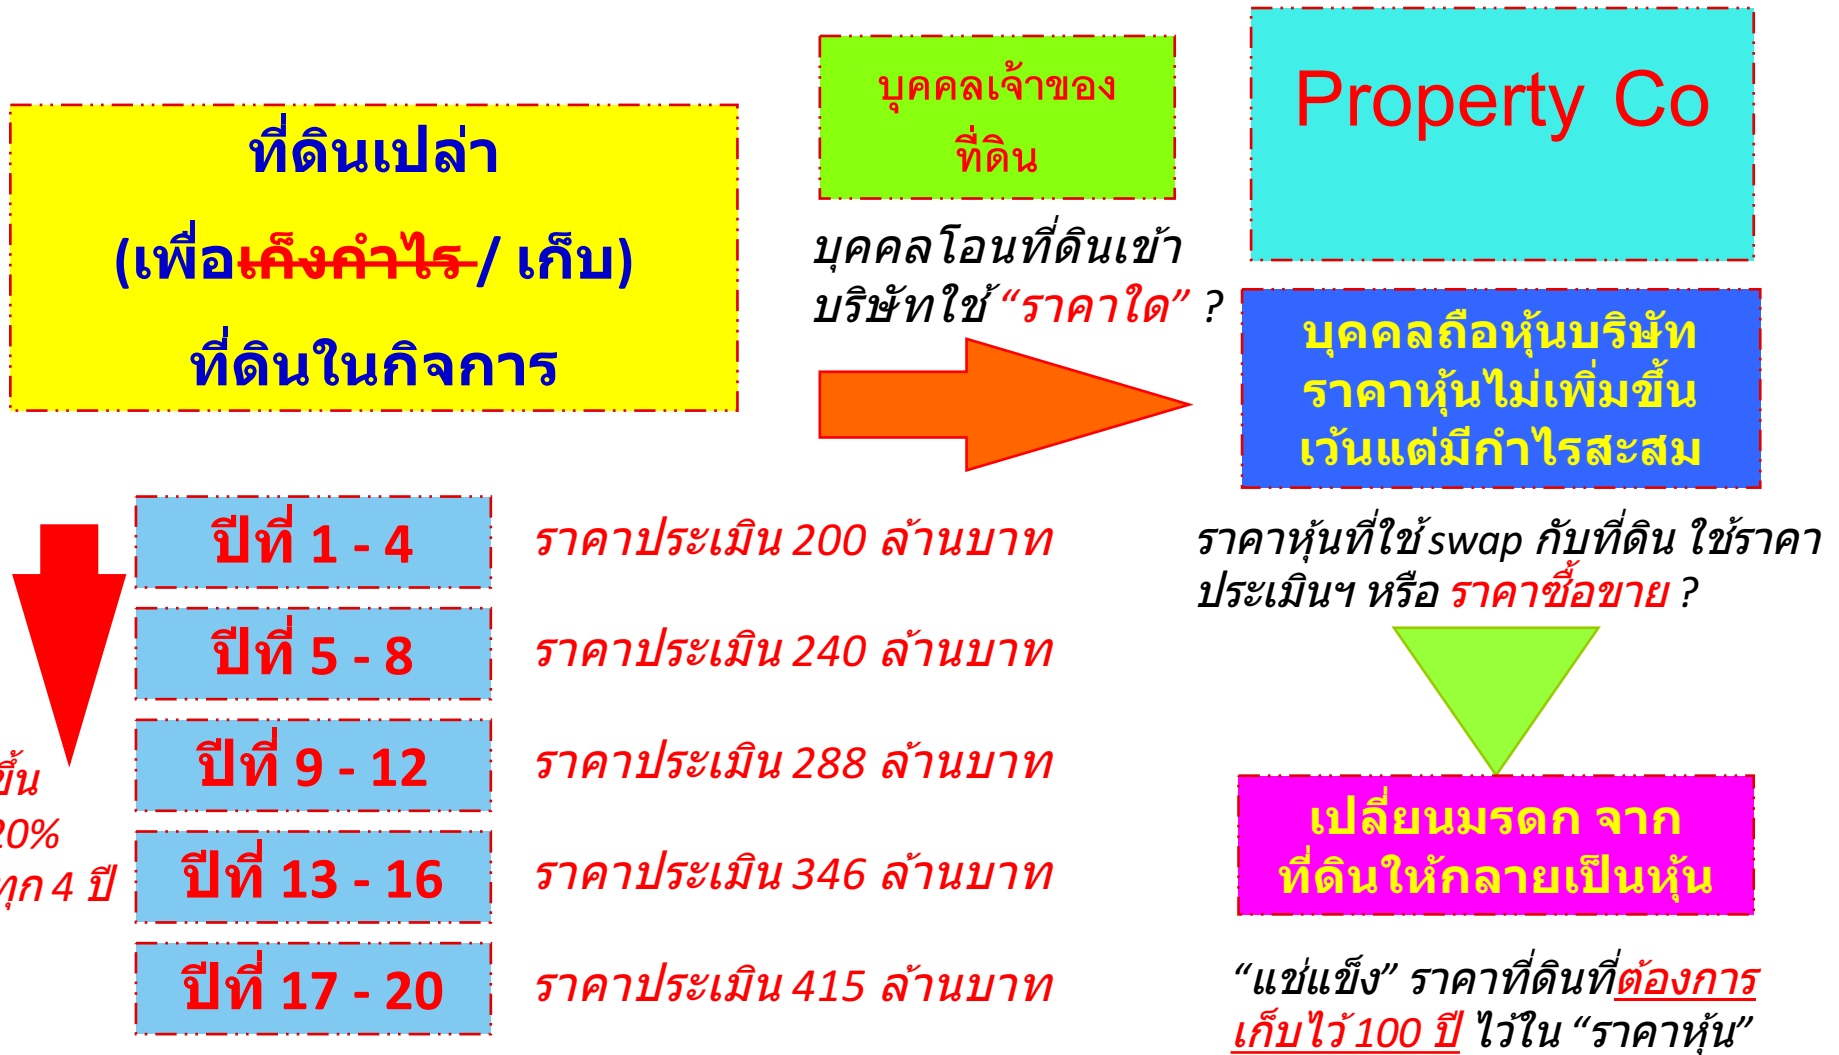 ที่ดินเปล่า
(เพื่อเก็งกำไร / เก็บ)
ที่ดินในกิจการ
บุคคลเจ้าของ
ที่ดิน
Property Co
บุคคลโอนที่ดินเข้า
บริษัทใช้ “ราคาใด” ?
บุคคลถือหุ้นบริษัท
ราคาหุ้นไม่เพิ่มขึ้น
เว้นแต่มีกำไรสะสม
ปีที่ 1 - 4 ราคาประเมิน 200 ล้านบาท
ปีที่ 5 - 8 ราคาประเมิน 240 ล้านบาท
ปีที่ 9 - 12 ราคาประเมิน 288 ล้านบาท
ปีที่ 13 - 16 ราคาประเมิน 346 ล้านบาท
ปีที่ 17 - 20 ราคาประเมิน 415 ล้านบาท
ขึ้น
20%
ทุก 4 ปี
ราคาหุ้นที่ใช้ swap กับที่ดิน ใช้ราคา
ประเมินฯ หรือ ราคาซื้อขาย ?
เปลี่ยนมรดก จาก
ที่ดินให้กลายเป็นหุ้น
“แช่แข็ง” ราคาที่ดินที่ต้องการ
เก็บไว้ 100 ปี ไว้ใน “ราคาหุ้น”